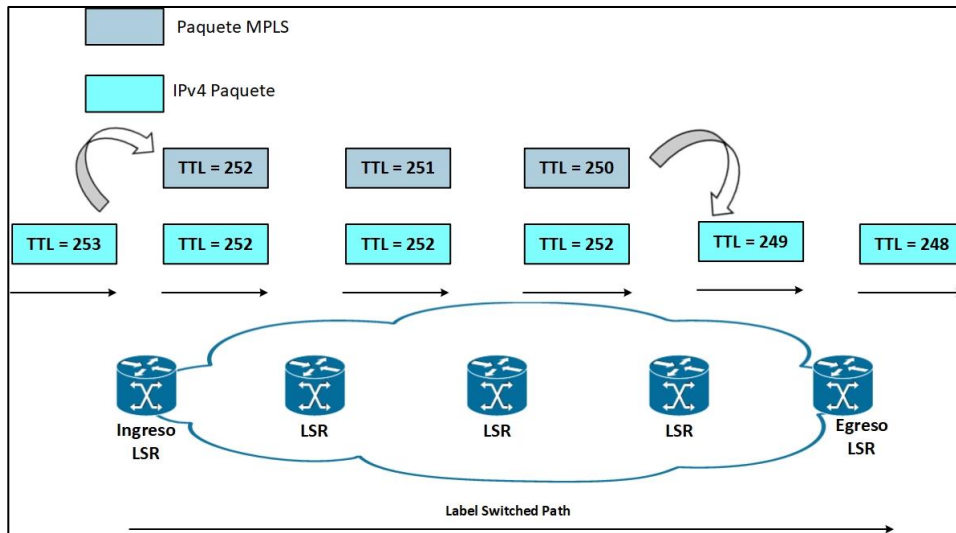 Paquete MPLS
IPv4 Paquete
TTL = 252
TTL = 251
TTL = 250
TTL = 253
TTL = 252
TTL = 252
TTL = 252
TTL = 249
TTL = 248
Ingreso
LSR
LSR
LSR
LSR
Egreso
LSR
Label Switched Path